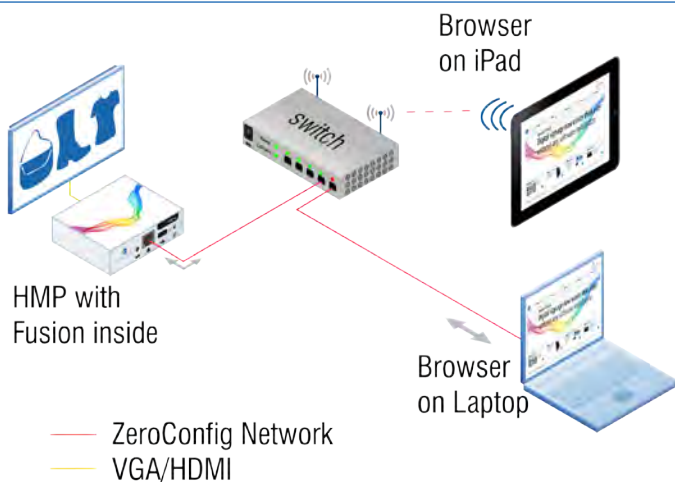 Browser
on iPad
switch
HMP with
Fusion inside
Browser
on Laptop
ZeroConfig Network
VGA/HDMI